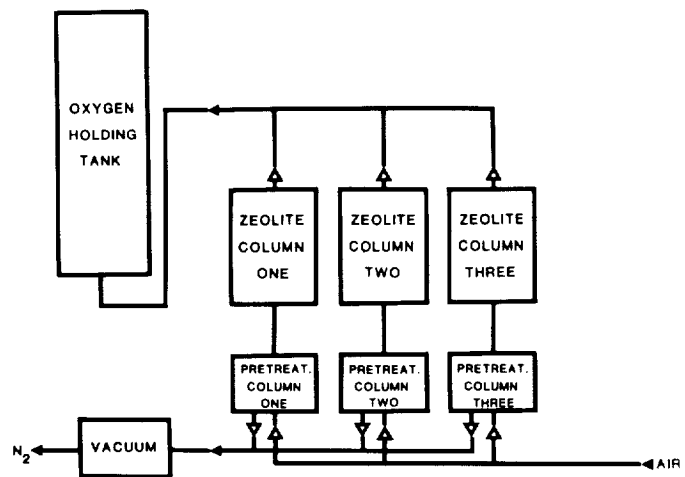 OXYGEN
HOLDING
TANK
ZEOLITE
COLUMN
ONE
ZEOLITE
COLUMN
TWO
ZEOLITE
COLUMN
THREE
PRETREAT.
COLUMN
ONE
PRETREAT.
COLUMN
TWO
PRETREAT.
COLUMN
THREE
N₂
VACUUM
AIR